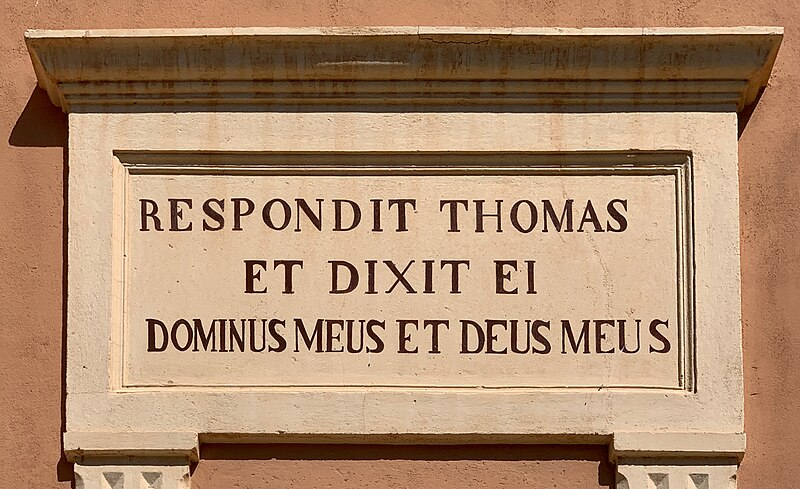 RESPONDIT THOMAS
ET DIXIT EI
DOMINUS MEUS ET DEUS MEUS